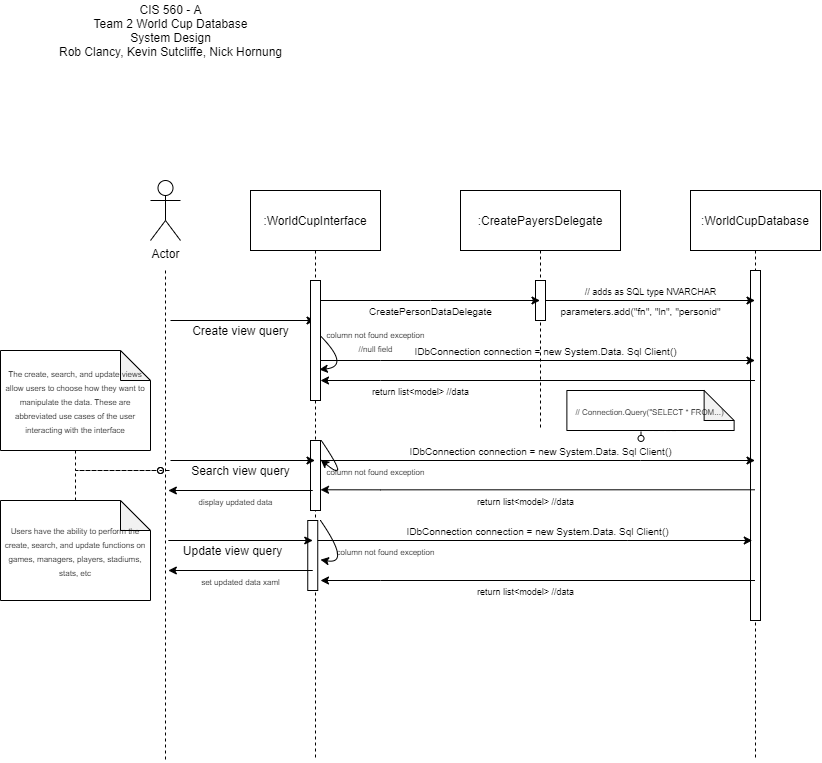 CIS 560 - A
Team 2 World Cup Database
System Design
Rob Clancy, Kevin Sutcliffe, Nick Hornung
:WorldCupInterface
:CreatePayersDelegate
:WorldCupDatabase
Actor
// adds as SQL type NVARCHAR
CreatePersonDataDelegate
parameters.add("fn", "ln", "personid"
Create view query
column not found exception
//null field
IDbConnection connection = new System.Data. Sql Client()
return list<model> //data
The create, search, and update views
allow users to choose how they want to
manipulate the data. These are
abbreviated use cases of the user
interacting with the interface
// Connection.Query("SELECT * FROM...)
IDbConnection connection = new System.Data. Sql Client()
Search view query
column not found exception
display updated data
return list<model> //data
Users have the ability to perform the
create, search, and update functions on
games, managers, players, stadiums,
stats, etc
IDbConnection connection = new System.Data. Sql Client()
Update view query
column not found exception
set updated data xaml
return list<model> //data